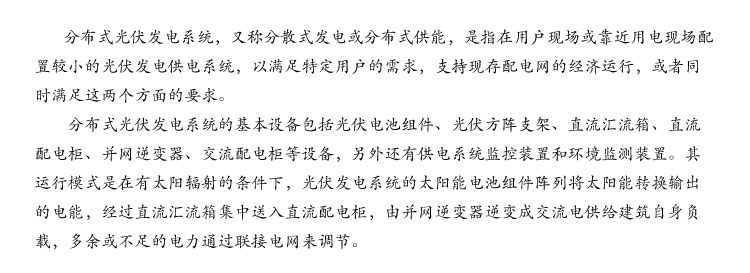 分布式光伏发电系统，又称分散式发电或分布式供能，是指在用户现场或靠近用电现场配
置较小的光伏发电供电系统，以满足特定用户的需求，支持现存配电网的经济运行，或者同
时满足这两个方面的要求。
分布式光伏发电系统的基本设备包括光伏电池组件、光伏方阵支架、直流汇流箱、直流
配电柜、并网逆变器、交流配电柜等设备，另外还有供电系统监控装置和环境监测装置。其
运行模式是在有太阳辐射的条件下，光伏发电系统的太阳能电池组件阵列将太阳能转换输出
的电能，经过直流汇流箱集中送入直流配电柜，由并网逆变器逆变成交流电供给建筑自身负
载，多余或不足的电力通过联接电网来调节。